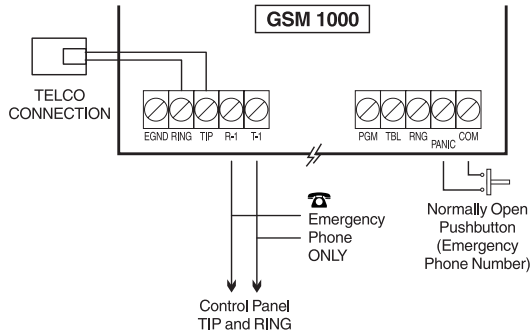 GSM 1000
TELCO
CONNECTION
EGND RING TIP R-1 T-1
PGM TBL RNG PANIC COM
Emergency
Phone
ONLY
Normally Open
Pushbutton
(Emergency
Phone Number)
Control Panel
TIP and RING